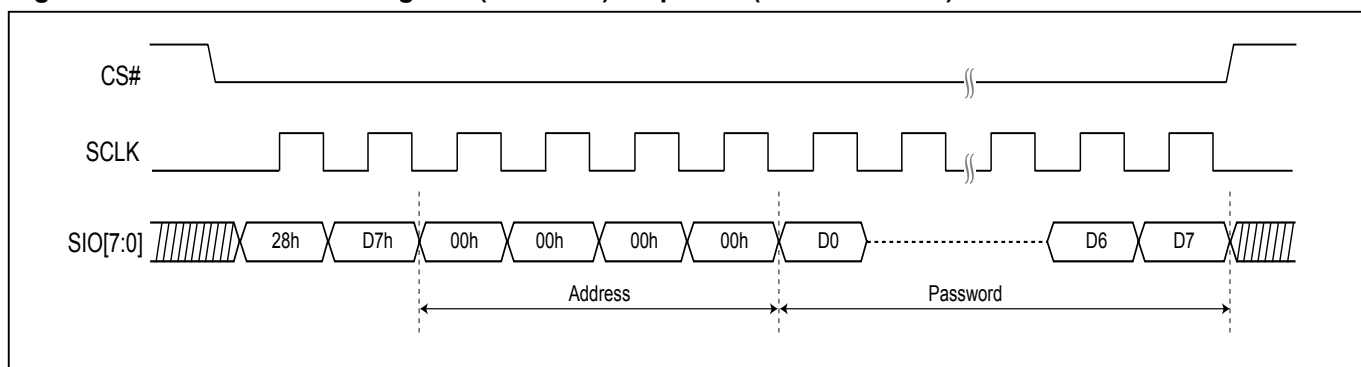 CS#
SCLK
SIO[7:0] 28h D7h 00h 00h 00h 00h D0 D6 D7
Address Password